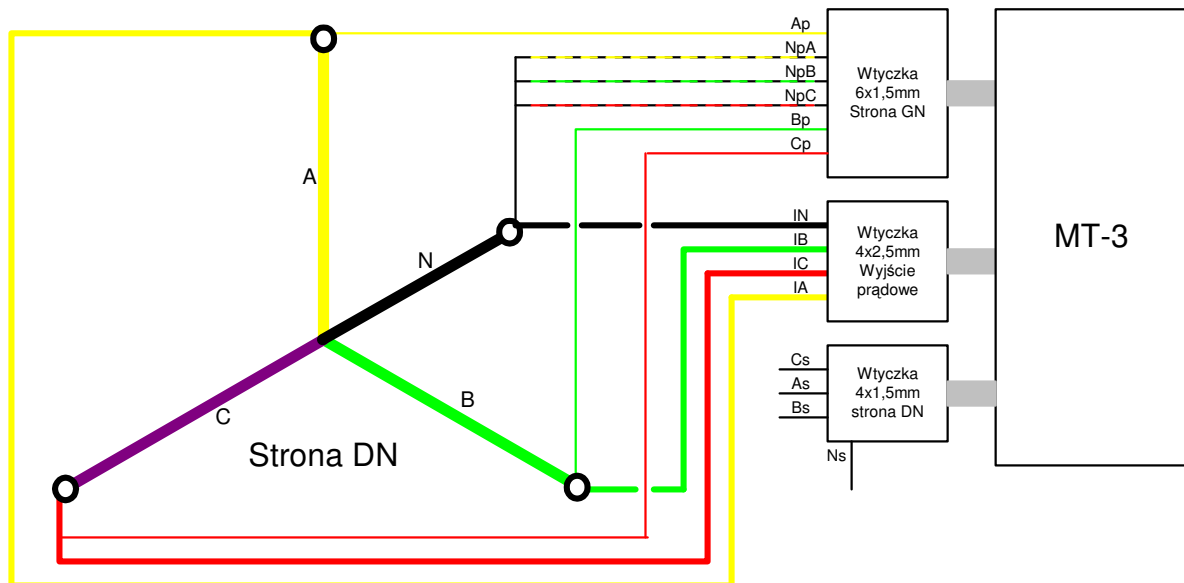 Ap
NpA
NpB
NpC
Bp
Cp
Wtyczka
6x1,5mm
Strona GN
MT-3
A
N
IN
IB
IC
IA
Wtyczka
4x2,5mm
Wyjście
prądowe
C
B
Strona DN
Cs
As
Bs
Ns
Wtyczka
4x1,5mm
strona DN